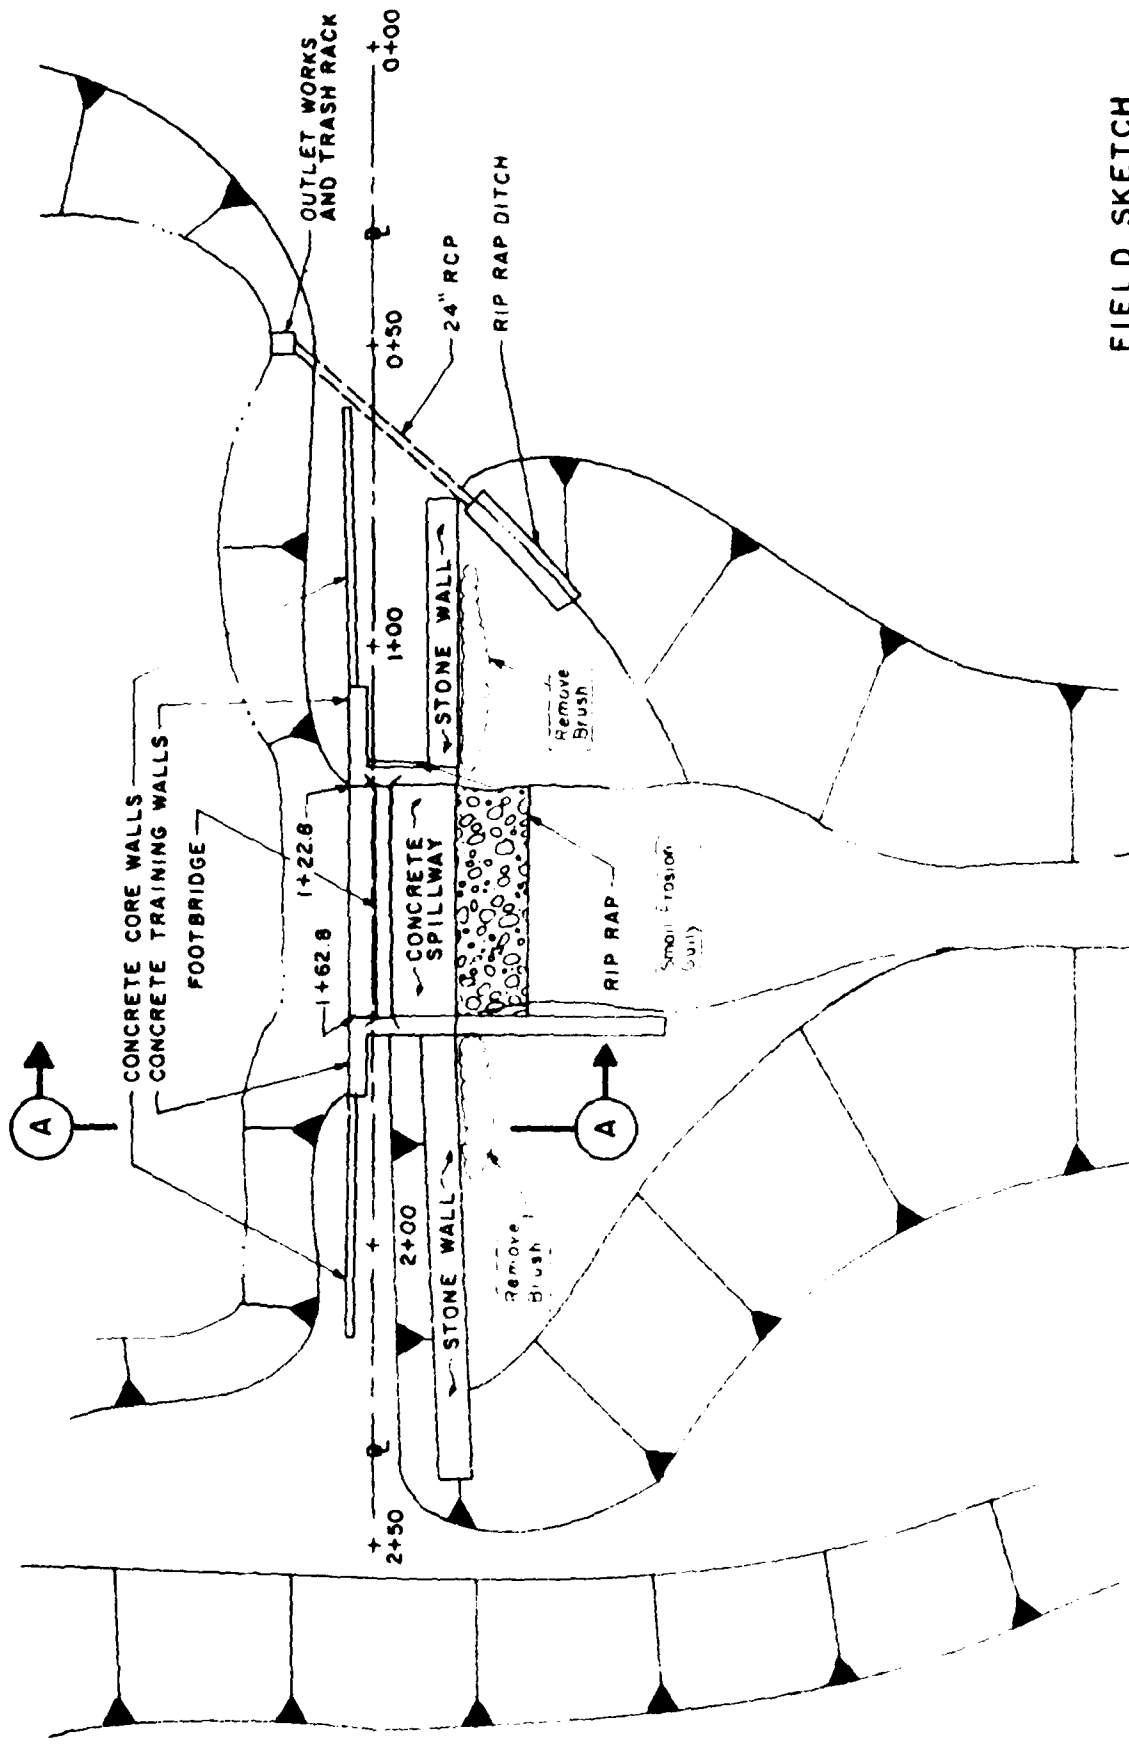 CONCRETE CORE WALLS
CONCRETE TRAINING WALLS
FOOTBRIDGE
1+62.8
1+22.8
OUTLET WORKS
AND TRASH RACK
A
2+50
2+00
1+00
0+50
0+00
24" RCP
RIP RAP DITCH
STONE WALL
CONCRETE
SPILLWAY
STONE WALL
Remove
Brush
Remove
Brush
A
RIP RAP
Small Erosion
Gully
FIELD SKETCH